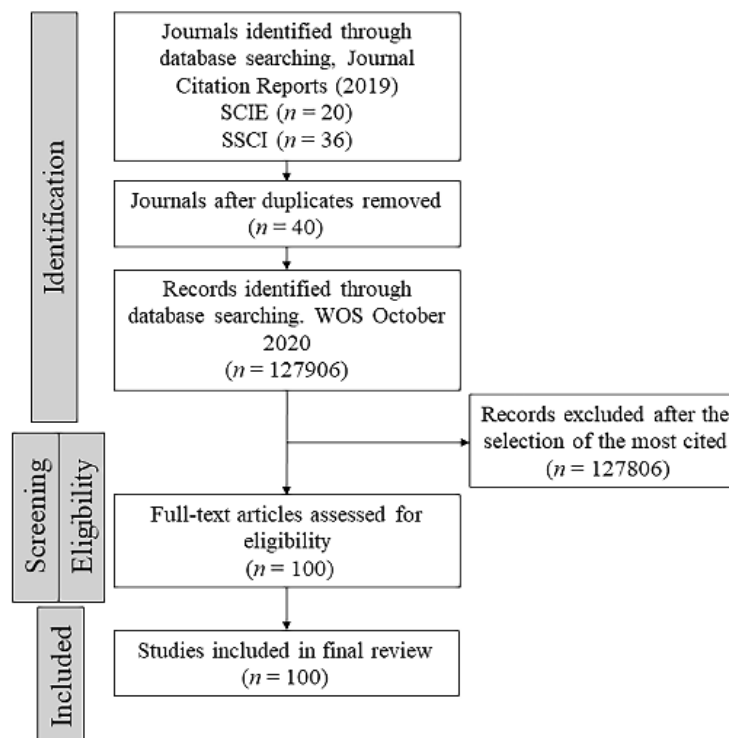 Identification
Journals identified through
database searching, Journal
Citation Reports (2019)
SCIE (n = 20)
SSCI (n = 36)
Journals after duplicates removed
(n = 40)
Records identified through
database searching. WOS October
2020
(n = 127906)
Records excluded after the
selection of the most cited
(n = 127806)
Screening
Eligibility
Full-text articles assessed for
eligibility
(n = 100)
Included
Studies included in final review
(n = 100)